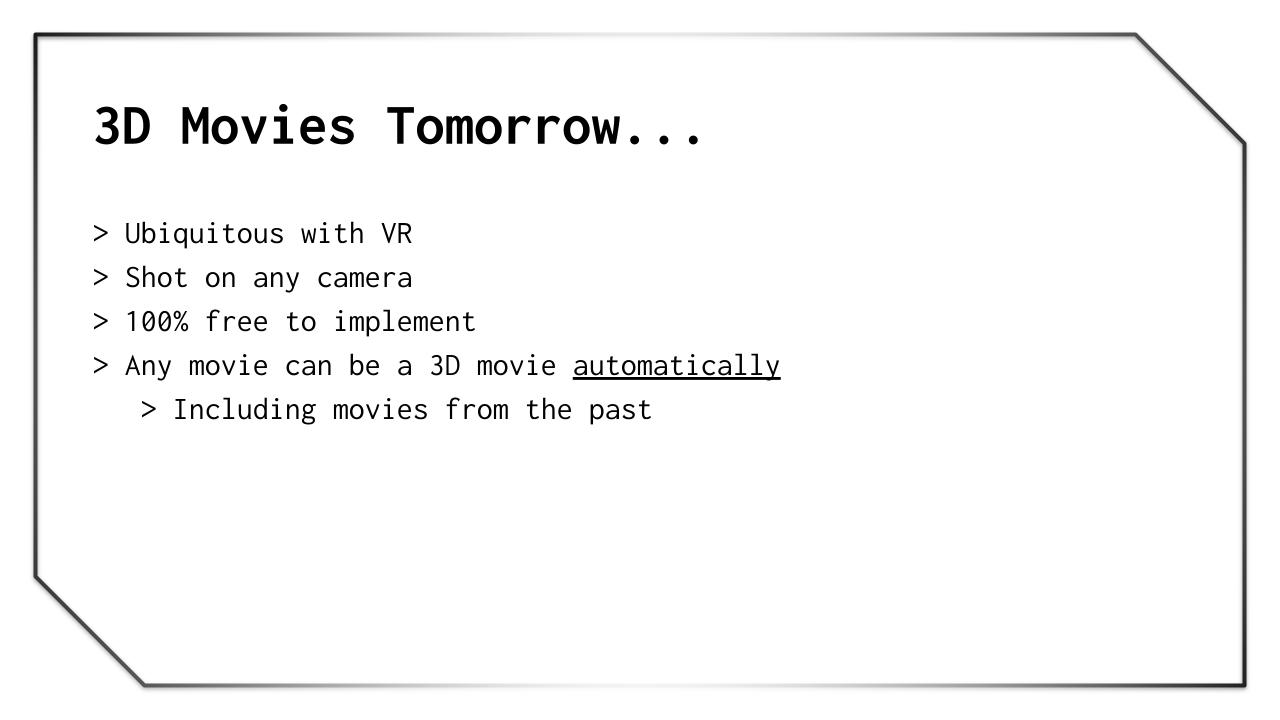 3D Movies Tomorrow...
> Ubiquitous with VR
> Shot on any camera
> 100% free to implement
> Any movie can be a 3D movie automatically
> Including movies from the past